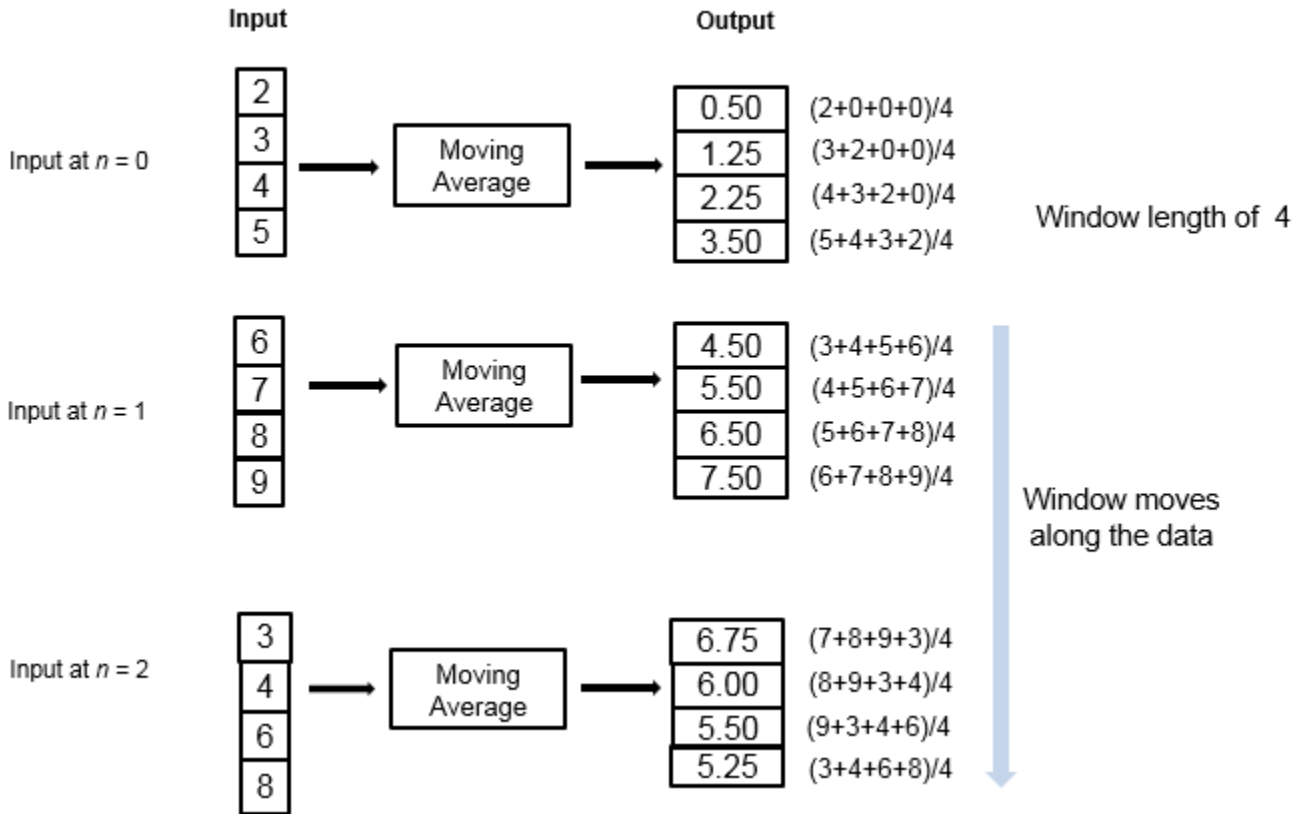 Input
Output
Input at n = 0
2
3
4
5
Moving
Average
0.50
1.25
2.25
3.50
(2+0+0+0)/4
(3+2+0+0)/4
(4+3+2+0)/4
(5+4+3+2)/4
Window length of 4
Input at n = 1
6
7
8
9
Moving
Average
4.50
5.50
6.50
7.50
(3+4+5+6)/4
(4+5+6+7)/4
(5+6+7+8)/4
(6+7+8+9)/4
Window moves
along the data
Input at n = 2
3
4
6
8
Moving
Average
6.75
6.00
5.50
5.25
(7+8+9+3)/4
(8+9+3+4)/4
(9+3+4+6)/4
(3+4+6+8)/4